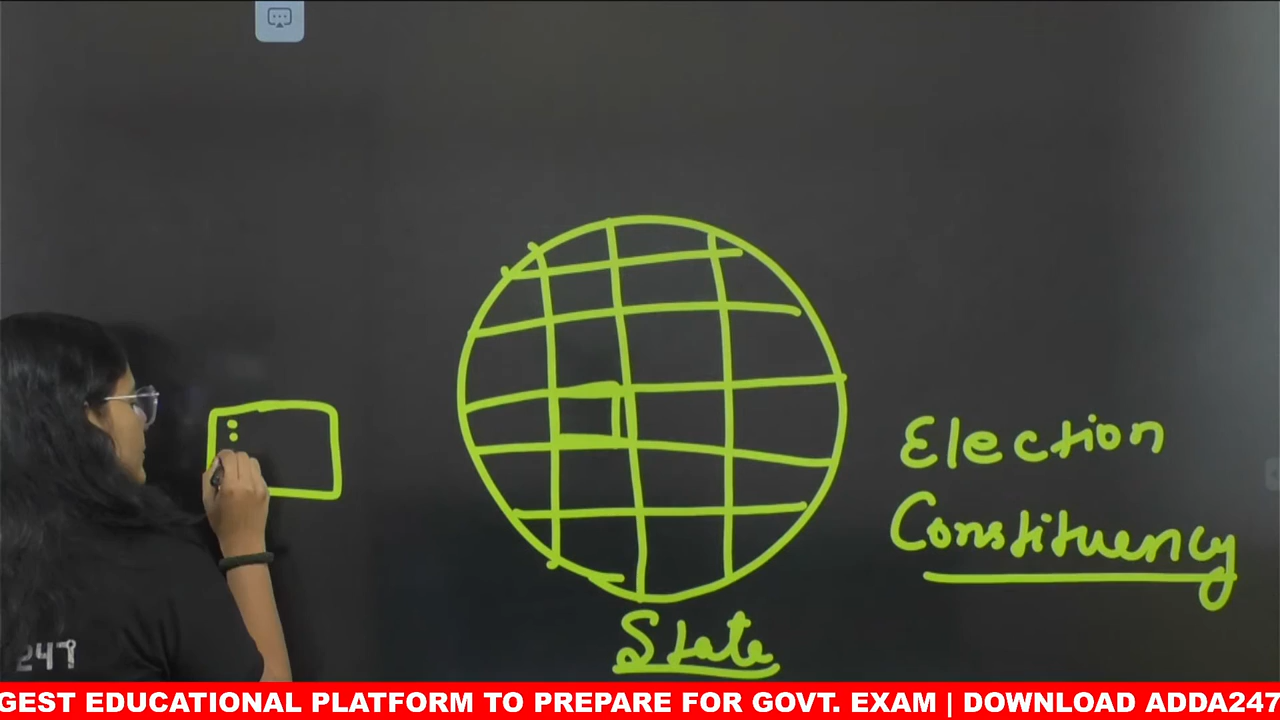 Election
Constituency
State
247
GEST EDUCATIONAL PLATFORM TO PREPARE FOR GOVT. EXAM | DOWNLOAD ADDA247